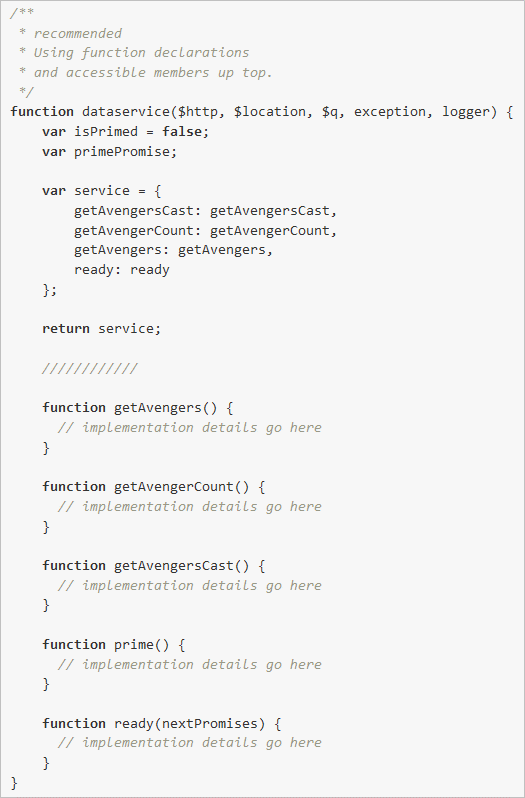 /**
 * recommended
 * Using function declarations
 * and accessible members up top.
 */
function dataservice($http, $location, $q, exception, logger) {
    var isPrimed = false;
    var primePromise;

    var service = {
        getAvengersCast: getAvengersCast,
        getAvengerCount: getAvengerCount,
        getAvengers: getAvengers,
        ready: ready
    };

    return service;

    ////////////

    function getAvengers() {
      // implementation details go here
    }

    function getAvengerCount() {
      // implementation details go here
    }

    function getAvengersCast() {
      // implementation details go here
    }

    function prime() {
      // implementation details go here
    }

    function ready(nextPromises) {
      // implementation details go here
    }
}